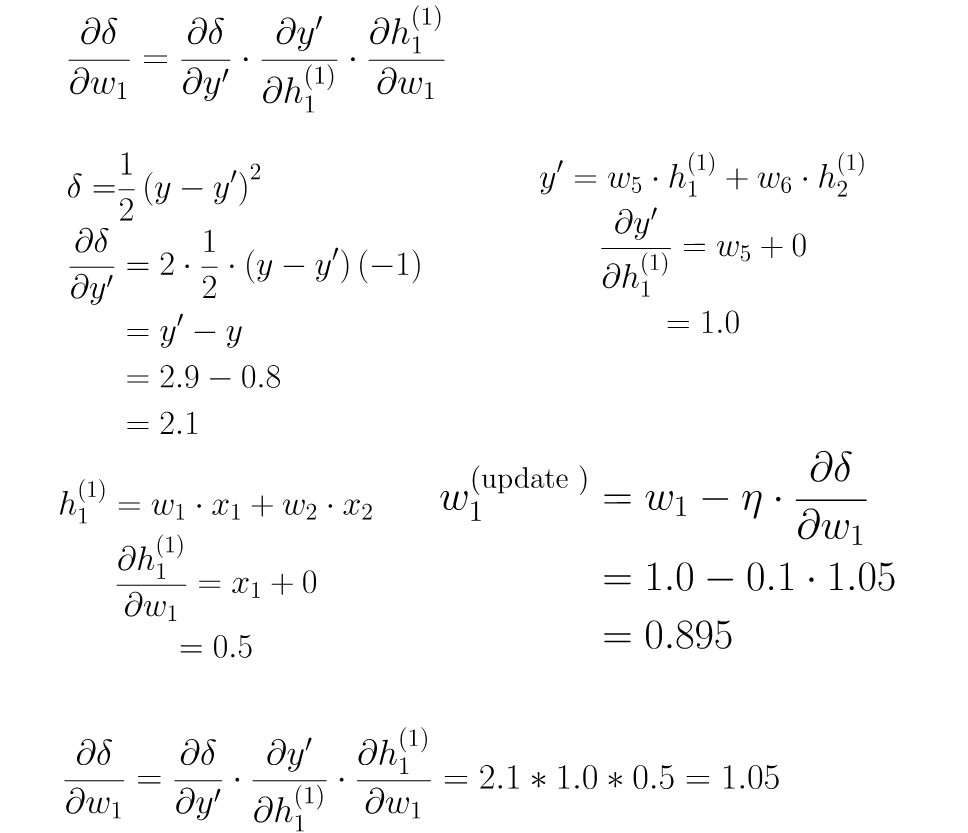 ∂δ/∂w₁ = ∂δ/∂y′ · ∂y′/∂h₁⁽¹⁾ · ∂h₁⁽¹⁾/∂w₁
δ = 1/2 (y − y′)²
∂δ/∂y′ = 2 · 1/2 · (y − y′) (−1)
= y′ − y
= 2.9 − 0.8
= 2.1
y′ = w₅ · h₁⁽¹⁾ + w₆ · h₂⁽¹⁾
∂y′/∂h₁⁽¹⁾ = w₅ + 0
= 1.0
h₁⁽¹⁾ = w₁ · x₁ + w₂ · x₂
∂h₁⁽¹⁾/∂w₁ = x₁ + 0
= 0.5
w₁^(update ) = w₁ − η · ∂δ/∂w₁
= 1.0 − 0.1 · 1.05
= 0.895
∂δ/∂w₁ = ∂δ/∂y′ · ∂y′/∂h₁⁽¹⁾ · ∂h₁⁽¹⁾/∂w₁ = 2.1 ∗ 1.0 ∗ 0.5 = 1.05